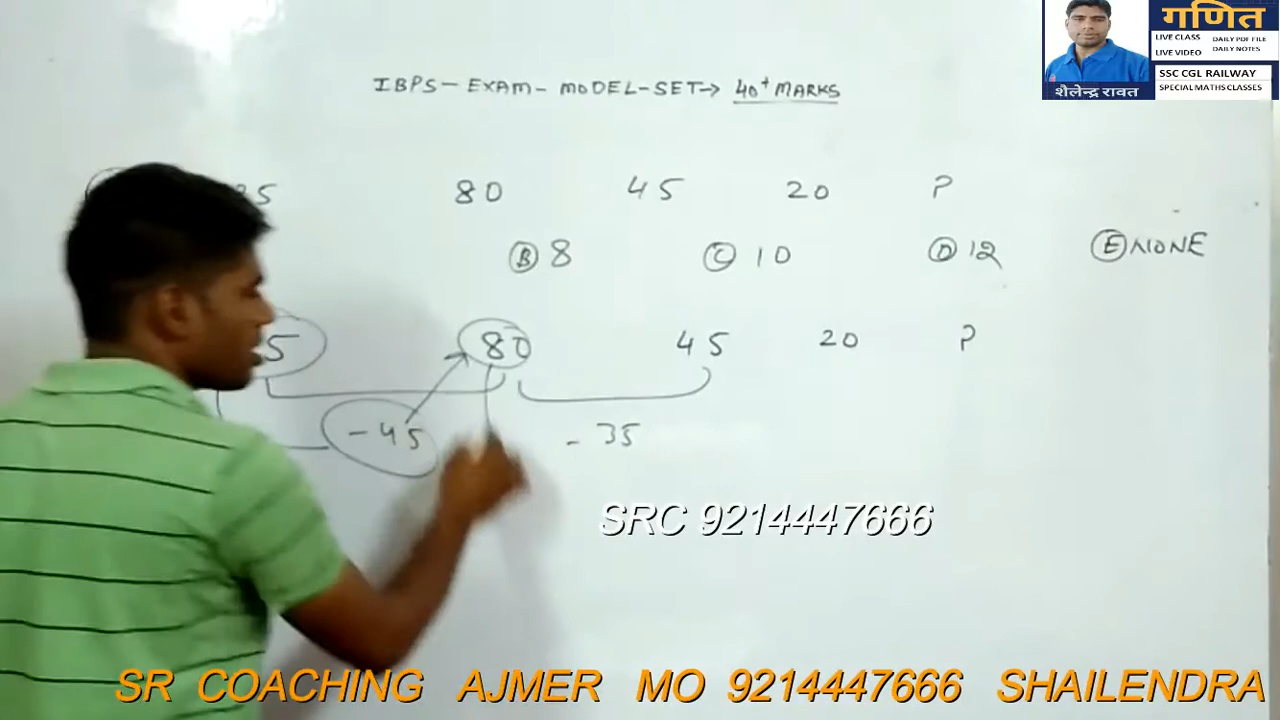 गणित
LIVE CLASS DAILY PDF FILE
LIVE VIDEO DAILY NOTES
SSC CGL RAILWAY
SPECIAL MATHS CLASSES
शैलेन्द्र रावत
IBPS - EXAM - MODEL - SET → 40+ MARKS
80 45 20 ?
Ⓑ 8 Ⓒ 10 Ⓓ 12 Ⓔ NONE
80 45 20 ?
-45 -35
SRC 9214447666
SR COACHING AJMER MO 9214447666 SHAILENDRA